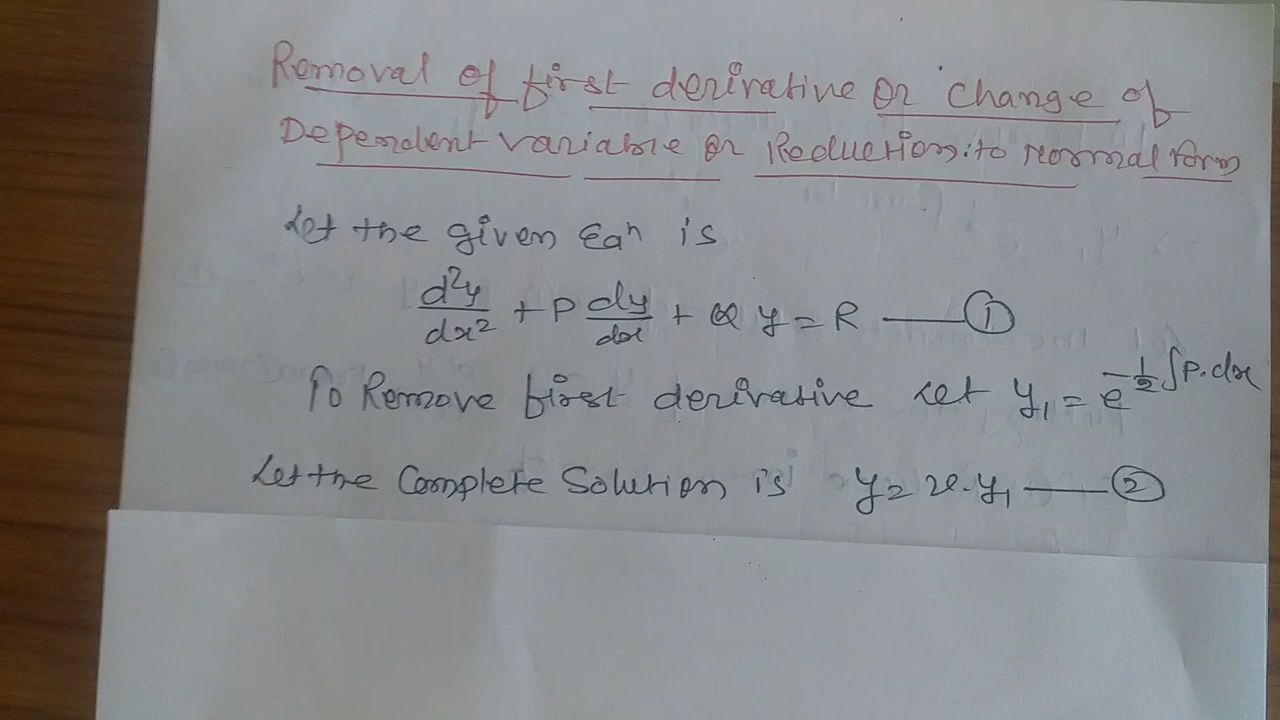 Removal of first derivative or change of
Dependent variable or Reduction to normal form
Let the given Eqn is
d²y/dx² + P dy/dx + Q y = R —— ①
To Remove first derivative let y₁ = e^(-1/2 ∫P.dx)
Let the Complete Solution is y = v.y₁ —— ②